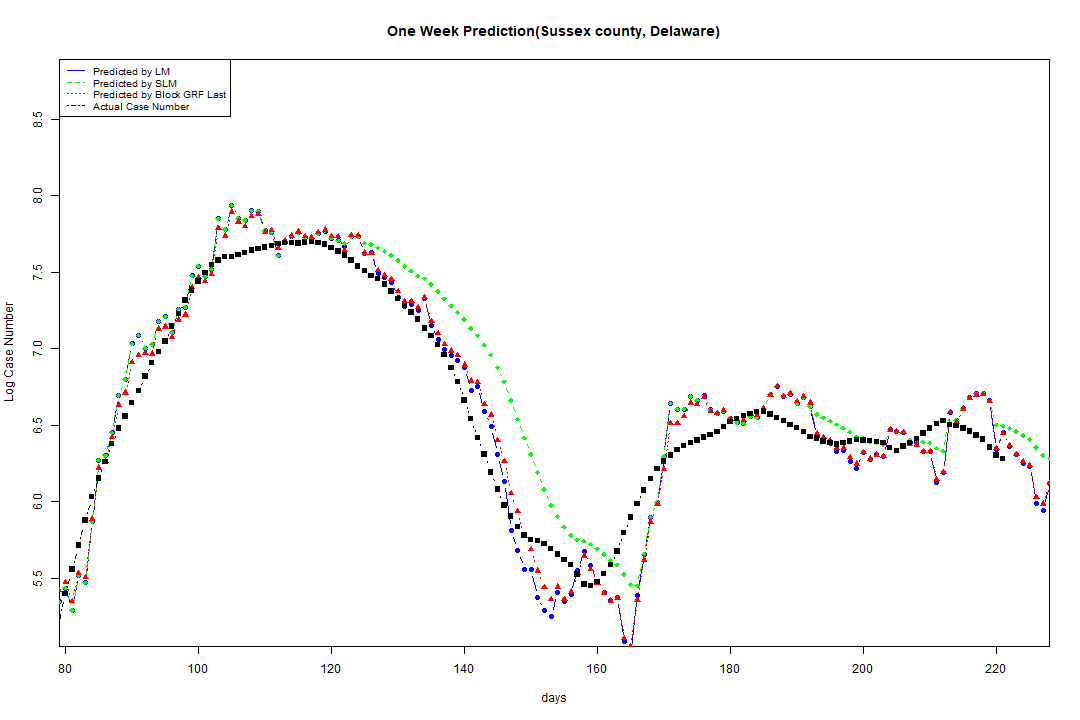 One Week Prediction(Sussex county, Delaware)
Predicted by LM
Predicted by SLM
Predicted by Block GRF Last
Actual Case Number
8.5
8.0
7.5
7.0
6.5
6.0
5.5
Log Case Number
80 100 120 140 160 180 200 220
days